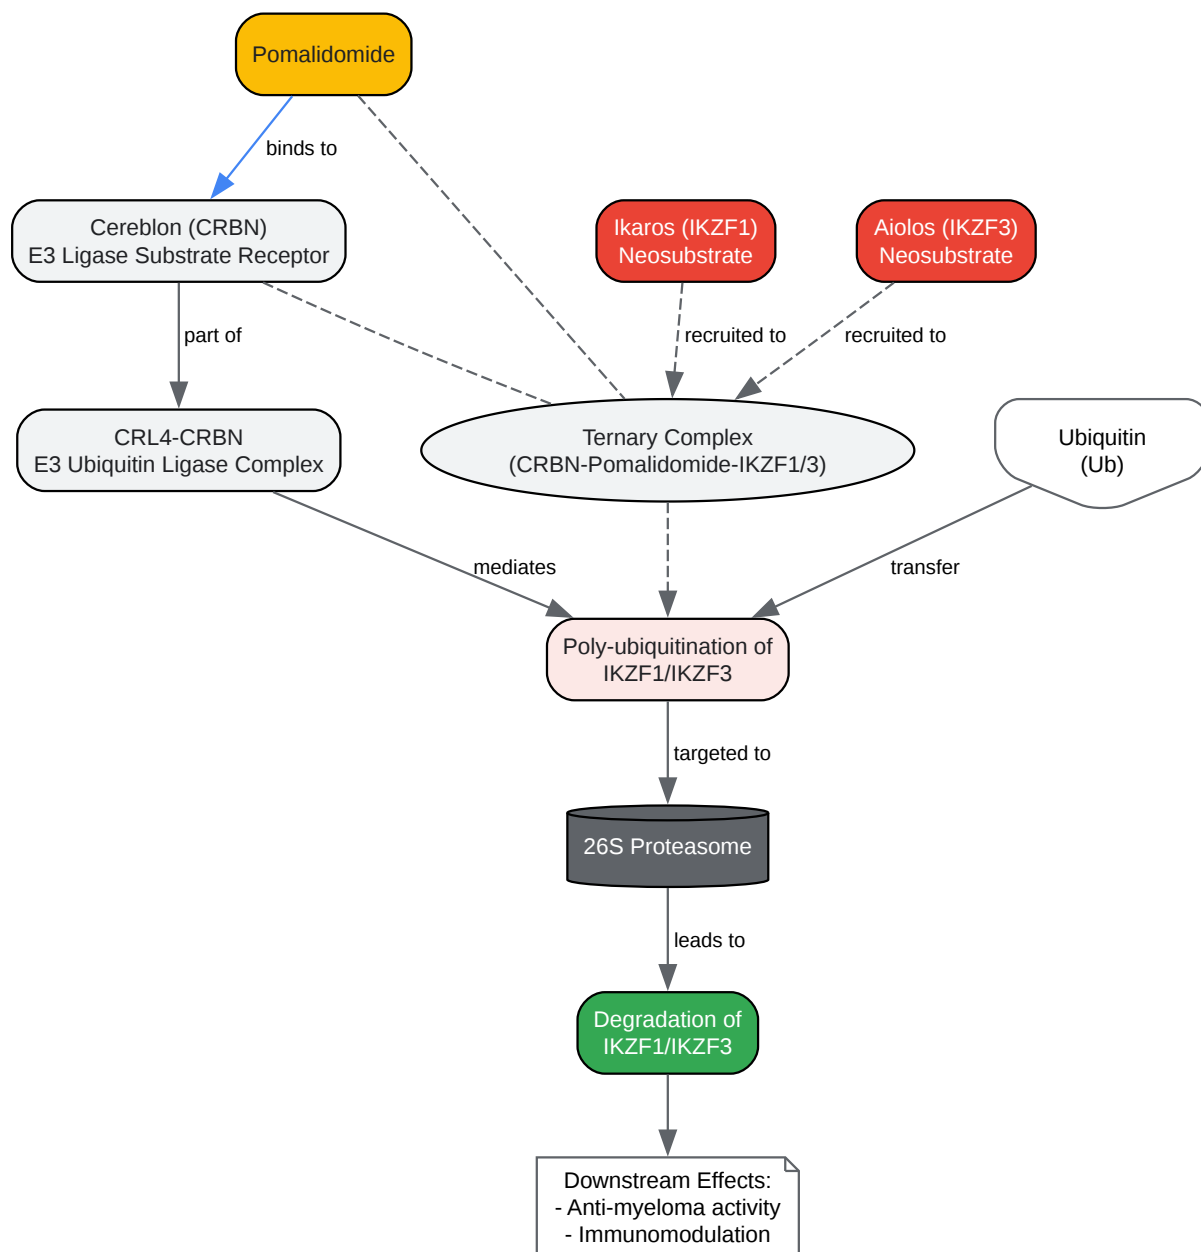 Pomalidomide
binds to
Cereblon (CRBN)
E3 Ligase Substrate Receptor
Ikaros (IKZF1)
Neosubstrate
Aiolos (IKZF3)
Neosubstrate
part of
recruited to
recruited to
CRL4-CRBN
E3 Ubiquitin Ligase Complex
Ternary Complex
(CRBN-Pomalidomide-IKZF1/3)
Ubiquitin
(Ub)
mediates
transfer
Poly-ubiquitination of
IKZF1/IKZF3
targeted to
26S Proteasome
leads to
Degradation of
IKZF1/IKZF3
Downstream Effects:
- Anti-myeloma activity
- Immunomodulation